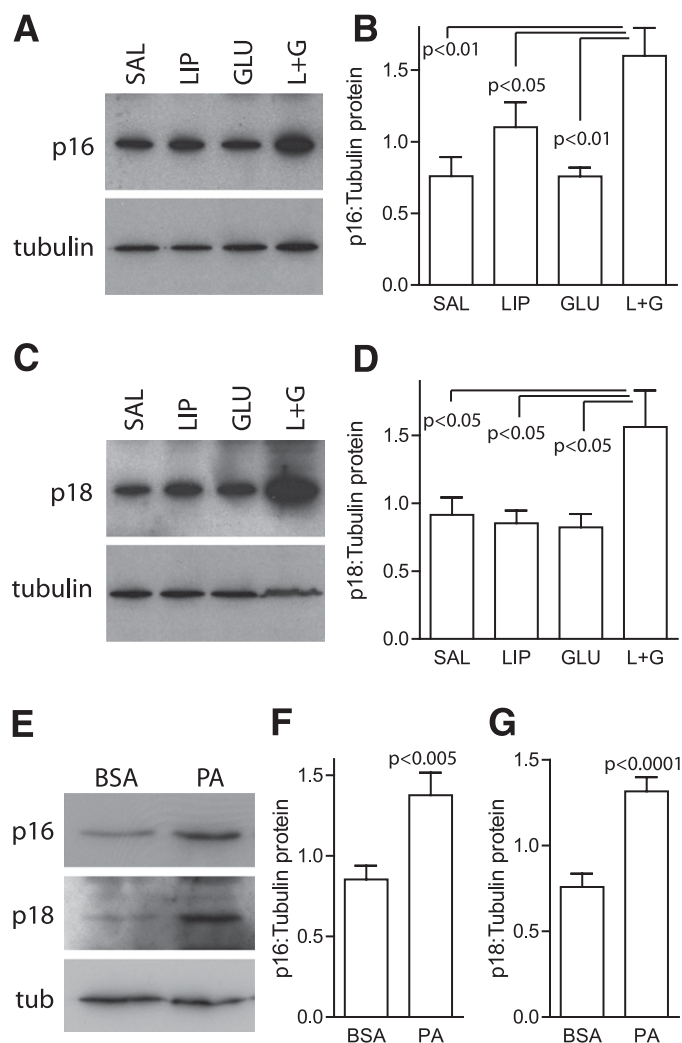 A
SAL LIP GLU L+G
p16
tubulin
B
p16:Tubulin protein
1.5
1.0
0.5
0.0
p<0.01
p<0.05
p<0.01
SAL LIP GLU L+G
C
SAL LIP GLU L+G
p18
tubulin
D
p18:Tubulin protein
1.5
1.0
0.5
0.0
p<0.05
p<0.05
p<0.05
SAL LIP GLU L+G
E
BSA PA
p16
p18
tub
F
p16:Tubulin protein
1.5
1.0
0.5
0.0
p<0.005
BSA PA
G
p18:Tubulin protein
1.5
1.0
0.5
0.0
p<0.0001
BSA PA